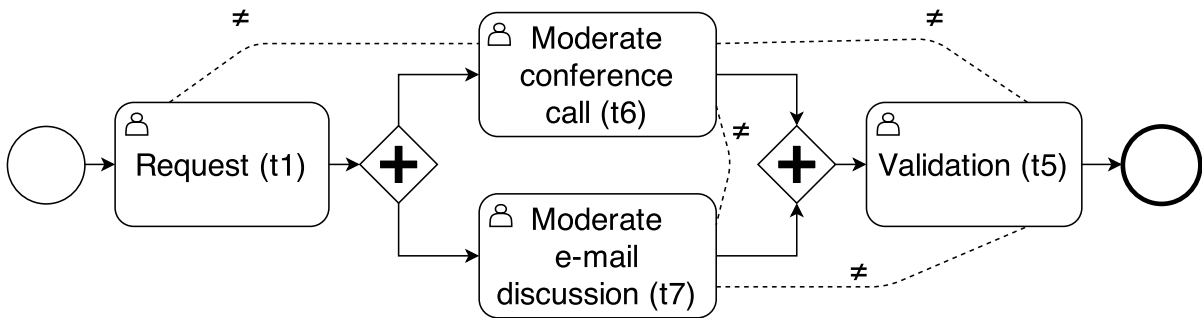 ≠
≠
Moderate
conference
call (t6)
≠
Request (t1)
Validation (t5)
Moderate
e-mail
discussion (t7)
≠